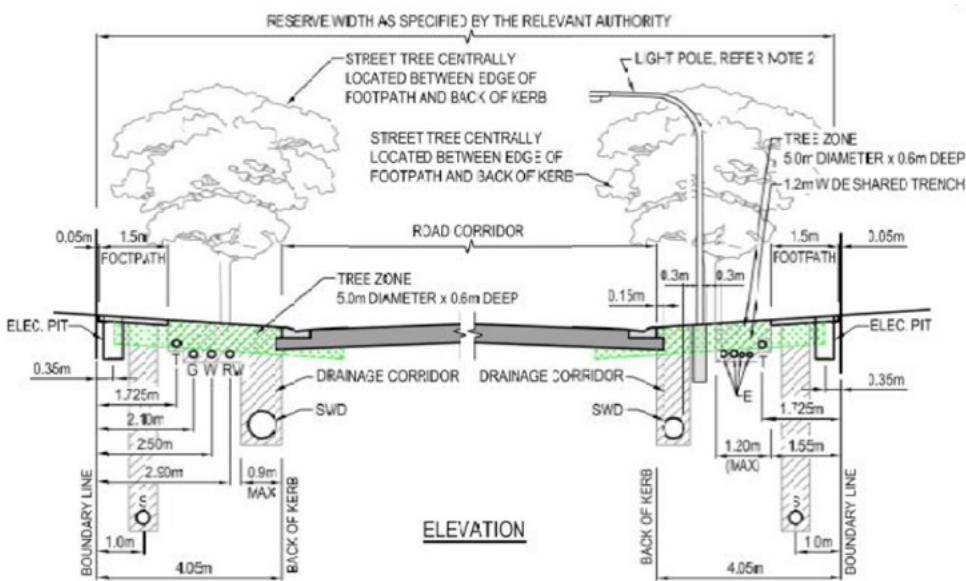 RESERVE WIDTH AS SPECIFIED BY THE RELEVANT AUTHORITY
STREET TREE CENTRALLY
LOCATED BETWEEN EDGE OF
FOOTPATH AND BACK OF KERB
LIGHT POLE, REFER NOTE 2
STREET TREE CENTRALLY
LOCATED BETWEEN EDGE OF
FOOTPATH AND BACK OF KERB
TREE ZONE
5.0m DIAMETER x 0.6m DEEP
1.2m WIDE SHARED TRENCH
0.05m
1.5m
FOOTPATH
ROAD CORRIDOR
1.5m
FOOTPATH
0.05m
0.3m
0.3m
0.15m
TREE ZONE
5.0m DIAMETER x 0.6m DEEP
ELEC. PIT
ELEC. PIT
T
G W RW
T
E
0.35m
0.35m
DRAINAGE CORRIDOR
DRAINAGE CORRIDOR
1.725m
1.725m
SWD
SWD
2.10m
2.50m
2.90m
0.9m
MAX
1.20m
(MAX)
1.55m
S
S
1.0m
1.0m
BOUNDARY LINE
BACK OF KERB
ELEVATION
BACK OF KERB
BOUNDARY LINE
4.05m
4.05m